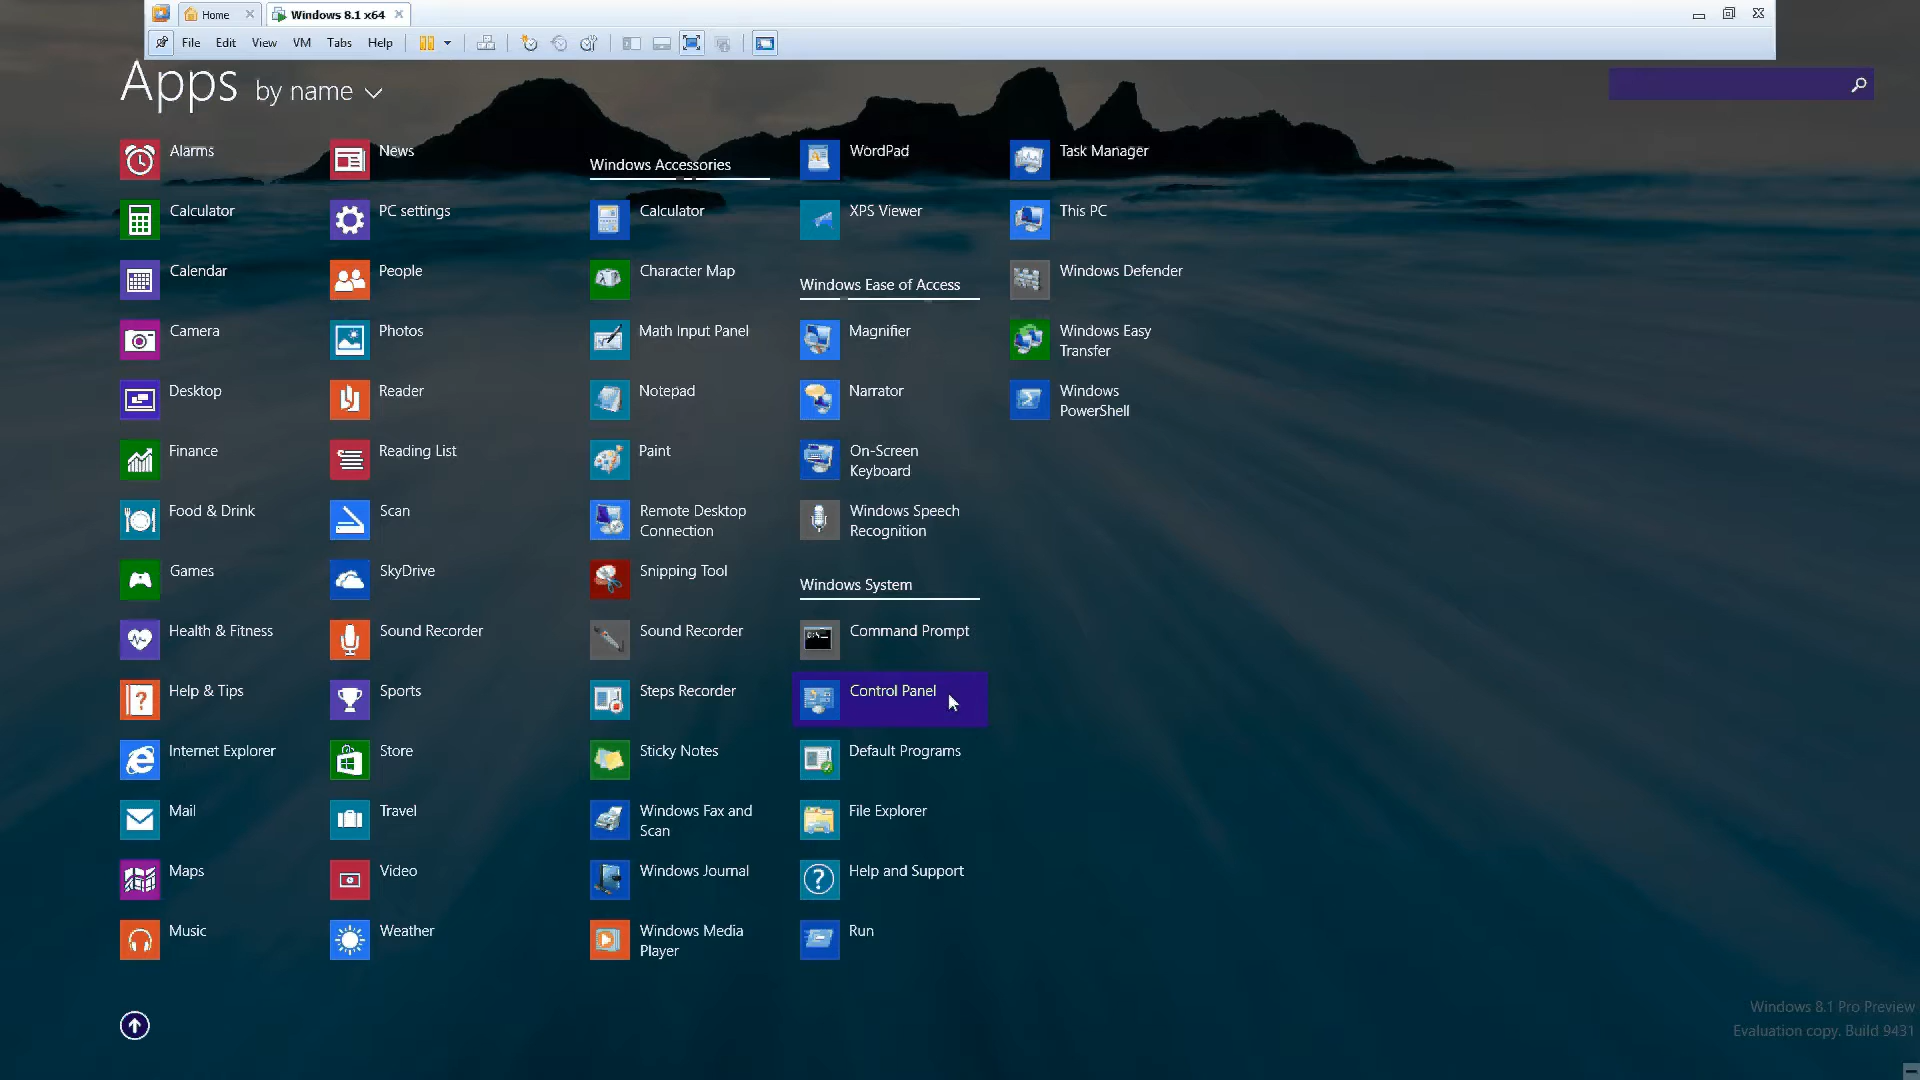 Home
Windows 8.1 x64
File Edit View VM Tabs Help
Apps by name
Alarms
Calculator
Calendar
Camera
Desktop
Finance
Food & Drink
Games
Health & Fitness
Help & Tips
Internet Explorer
Mail
Maps
Music
News
PC settings
People
Photos
Reader
Reading List
Scan
SkyDrive
Sound Recorder
Sports
Store
Travel
Video
Weather
Windows Accessories
Calculator
Character Map
Math Input Panel
Notepad
Paint
Remote Desktop
Connection
Snipping Tool
Sound Recorder
Steps Recorder
Sticky Notes
Windows Fax and
Scan
Windows Journal
Windows Media
Player
WordPad
XPS Viewer
Windows Ease of Access
Magnifier
Narrator
On-Screen
Keyboard
Windows Speech
Recognition
Windows System
Command Prompt
Control Panel
Default Programs
File Explorer
Help and Support
Run
Task Manager
This PC
Windows Defender
Windows Easy
Transfer
Windows
PowerShell
Windows 8.1 Pro Preview
Evaluation copy. Build 9431